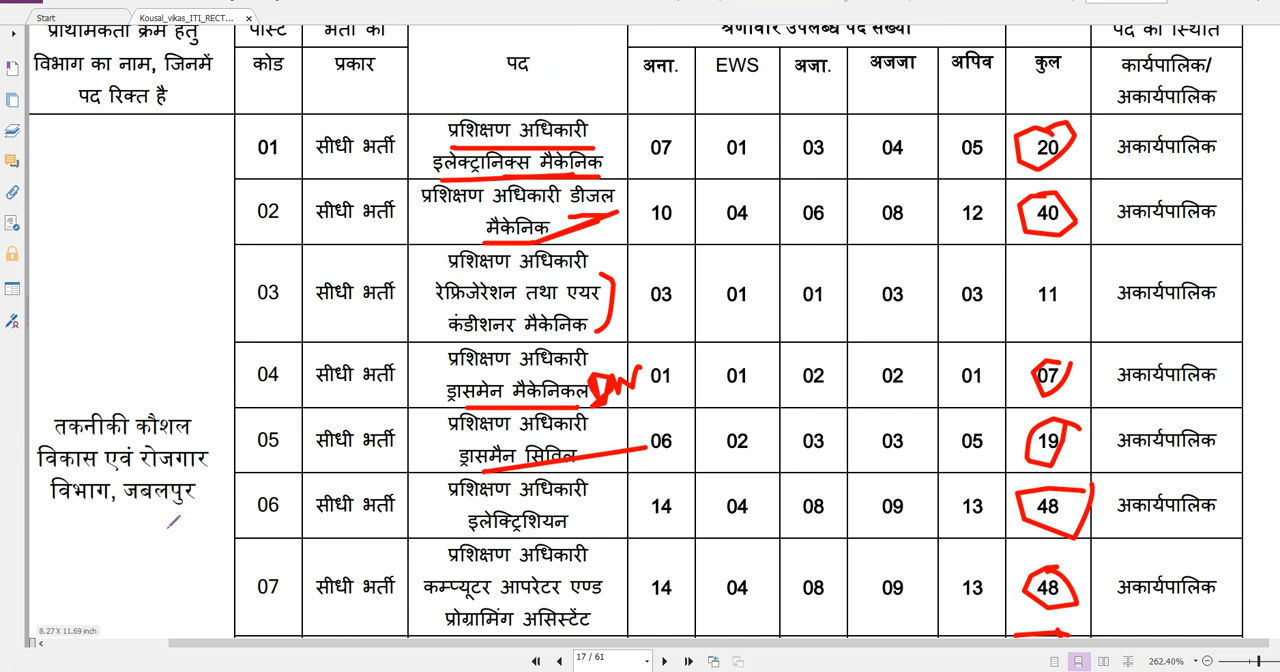 Start
Kousal_vikas_ITI_RECT...
प्राथमिकता क्रम हेतु
विभाग का नाम, जिनमें
पद रिक्त है
पोस्ट
कोड
भर्ती का
प्रकार
पद
श्रेणीवार उपलब्ध पद संख्या
अना. EWS अजा. अजजा अपिव कुल
पद की स्थिति
कार्यपालिक/
अकार्यपालिक
तकनीकी कौशल
विकास एवं रोजगार
विभाग, जबलपुर
01 सीधी भर्ती प्रशिक्षण अधिकारी
इलेक्ट्रानिक्स मैकेनिक 07 01 03 04 05 20 अकार्यपालिक
02 सीधी भर्ती प्रशिक्षण अधिकारी डीजल
मैकेनिक 10 04 06 08 12 40 अकार्यपालिक
03 सीधी भर्ती प्रशिक्षण अधिकारी
रेफ्रिजेरेशन तथा एयर
कंडीशनर मैकेनिक 03 01 01 03 03 11 अकार्यपालिक
04 सीधी भर्ती प्रशिक्षण अधिकारी
ड्रासमेन मैकेनिकल 01 01 02 02 01 07 अकार्यपालिक
05 सीधी भर्ती प्रशिक्षण अधिकारी
ड्रासमैन सिविल 06 02 03 03 05 19 अकार्यपालिक
06 सीधी भर्ती प्रशिक्षण अधिकारी
इलेक्ट्रिशियन 14 04 08 09 13 48 अकार्यपालिक
07 सीधी भर्ती प्रशिक्षण अधिकारी
कम्प्यूटर आपरेटर एण्ड
प्रोग्रामिंग असिस्टेंट 14 04 08 09 13 48 अकार्यपालिक
8.27 X 11.69 inch
17 / 61
262.40%